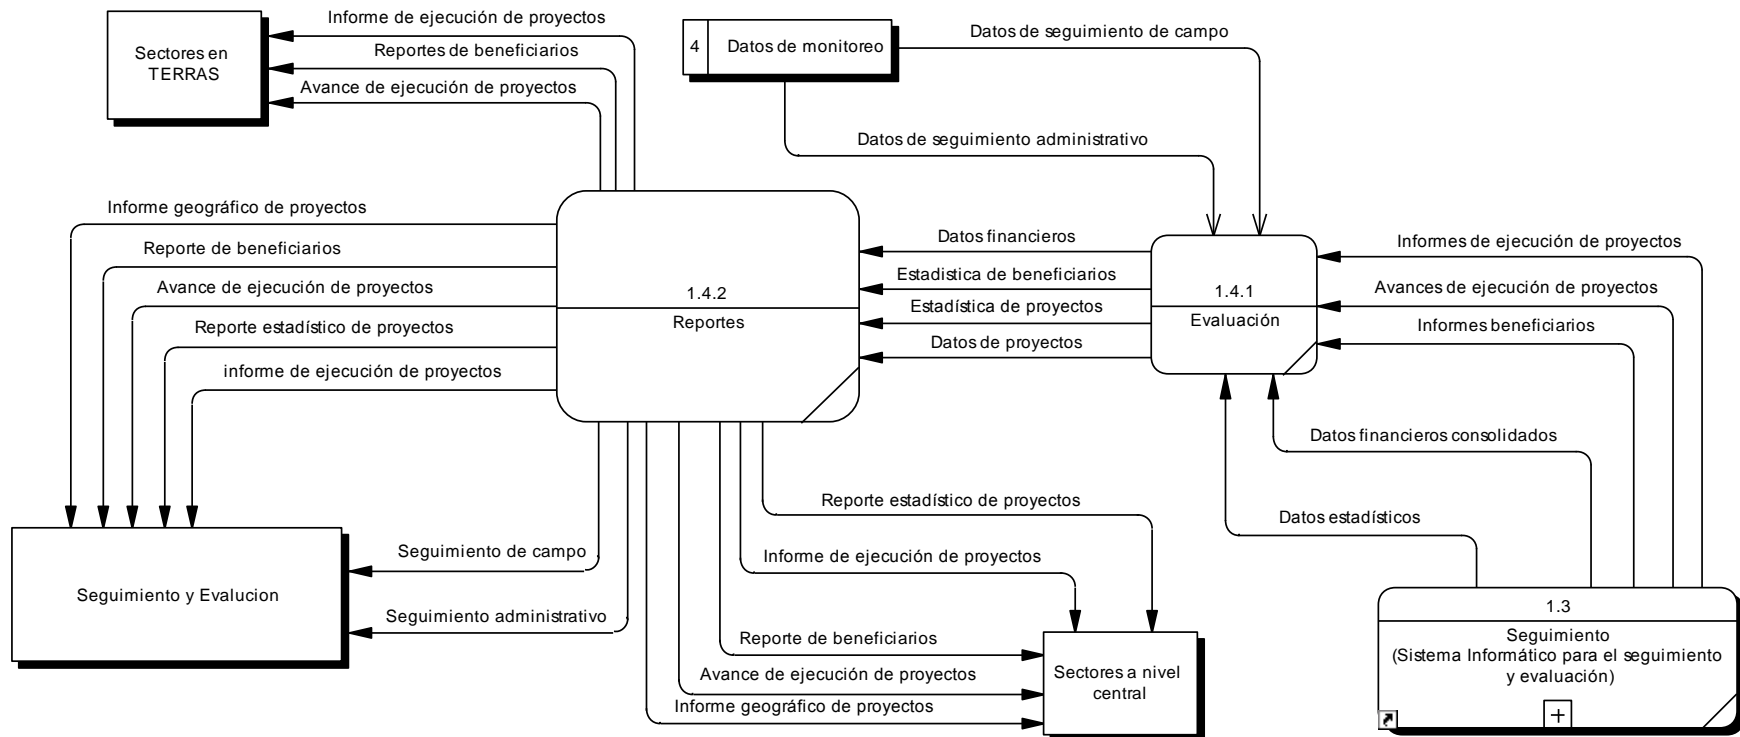 Informe de ejecución de proyectos
Reportes de beneficiarios
Avance de ejecución de proyectos
Sectores en
TERRAS
4
Datos de monitoreo
Datos de seguimiento de campo
Datos de seguimiento administrativo
Informe geográfico de proyectos
Reporte de beneficiarios
Avance de ejecución de proyectos
Reporte estadístico de proyectos
informe de ejecución de proyectos
1.4.2
Reportes
Datos financieros
Estadistica de beneficiarios
Estadística de proyectos
Datos de proyectos
1.4.1
Evaluación
Informes de ejecución de proyectos
Avances de ejecución de proyectos
Informes beneficiarios
Datos financieros consolidados
Datos estadísticos
Reporte estadístico de proyectos
Informe de ejecución de proyectos
Reporte de beneficiarios
Avance de ejecución de proyectos
Informe geográfico de proyectos
Seguimiento de campo
Seguimiento administrativo
Seguimiento y Evalucion
Sectores a nivel
central
1.3
Seguimiento
(Sistema Informático para el seguimiento
y evaluación)